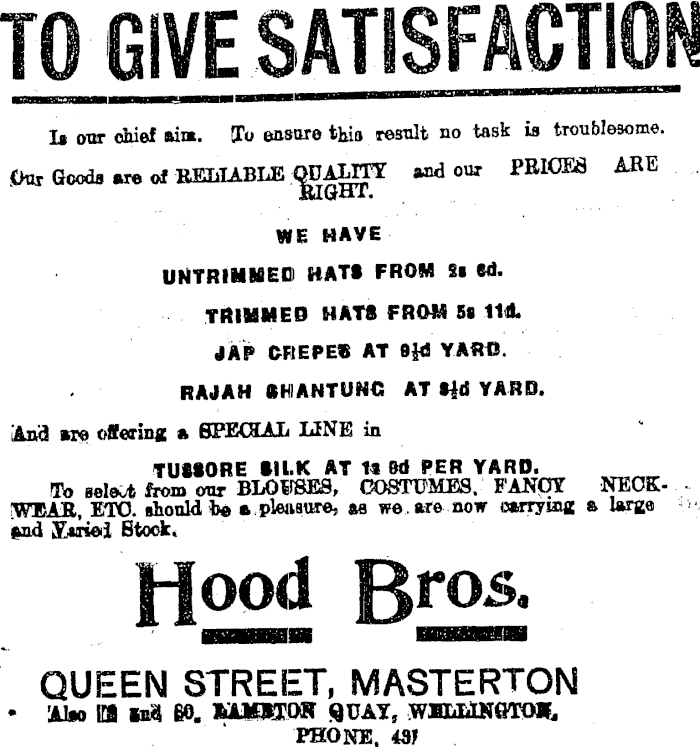 TO GIVE SATISFACTION
Is our chief aim. To ensure this result no task is troublesome.
Our Goods are of RELIABLE QUALITY and our PRICES ARE
RIGHT.
WE HAVE
UNTRIMMED HATS FROM 2s 6d.
TRIMMED HATS FROM 5s 11d.
JAP CREPES AT 9½d YARD.
RAJAH SHANTUNG AT 8½d YARD.
And are offering a SPECIAL LINE in
TUSSORE SILK AT 1s 9d PER YARD.
To select from our BLOUSES, COSTUMES, FANCY NECK-
WEAR, ETC. should be a pleasure, as we are now carrying a large
and Varied Stock.
Hood Bros.
QUEEN STREET, MASTERTON
Also and LAMBTON QUAY, WELLINGTON,
PHONE,